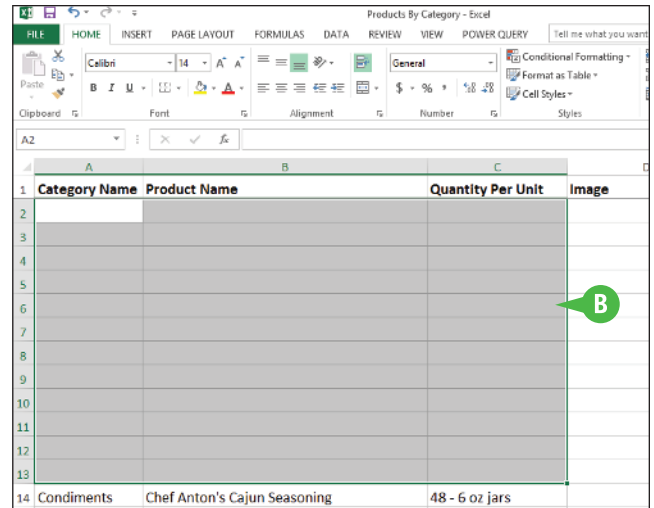 Products By Category - Excel
FILE HOME INSERT PAGE LAYOUT FORMULAS DATA REVIEW VIEW POWER QUERY Tell me what you want
Calibri 14 A A General Conditional Formatting
Format as Table
Paste B I U A $ % , Cell Styles
Clipboard Font Alignment Number Styles
A2 fx
A B C D
1 Category Name Product Name Quantity Per Unit Image
2
3
4
5
6 B
7
8
9
10
11
12
13
14 Condiments Chef Anton's Cajun Seasoning 48 - 6 oz jars